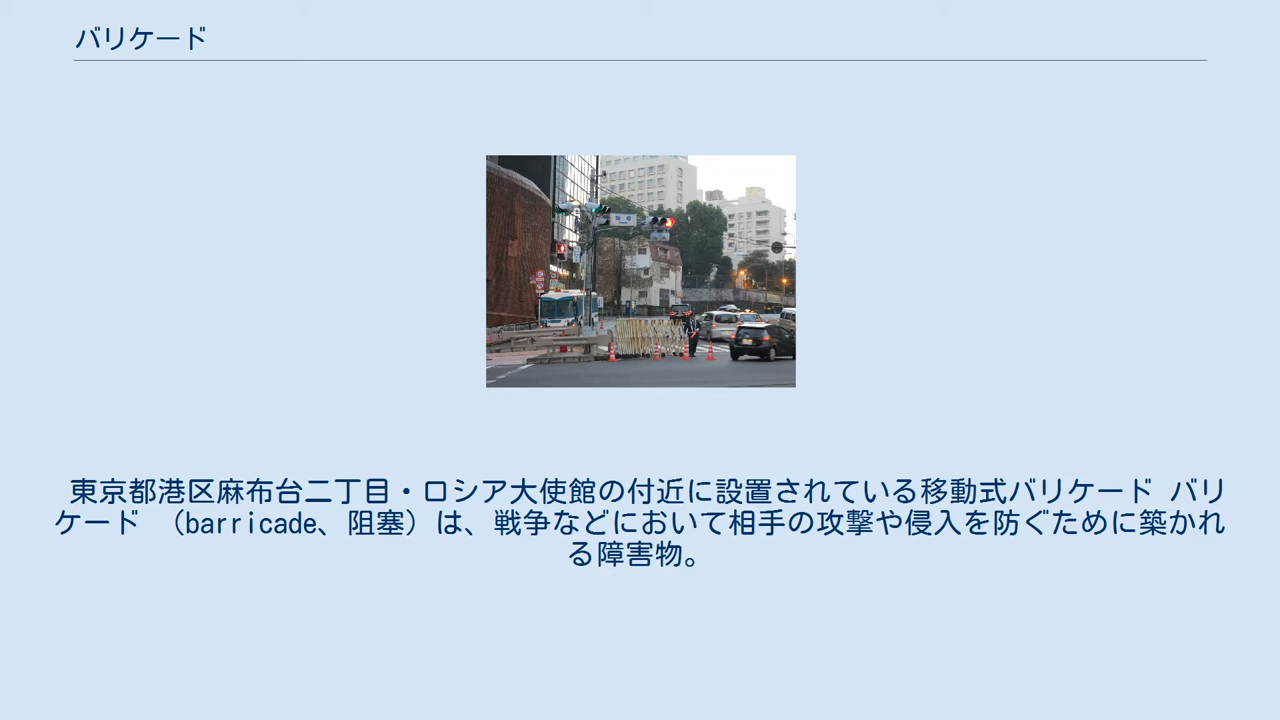 バリケード
東京都港区麻布台二丁目・ロシア大使館の付近に設置されている移動式バリケード バリ
ケード （barricade、阻塞）は、戦争などにおいて相手の攻撃や侵入を防ぐために築かれ
る障害物。